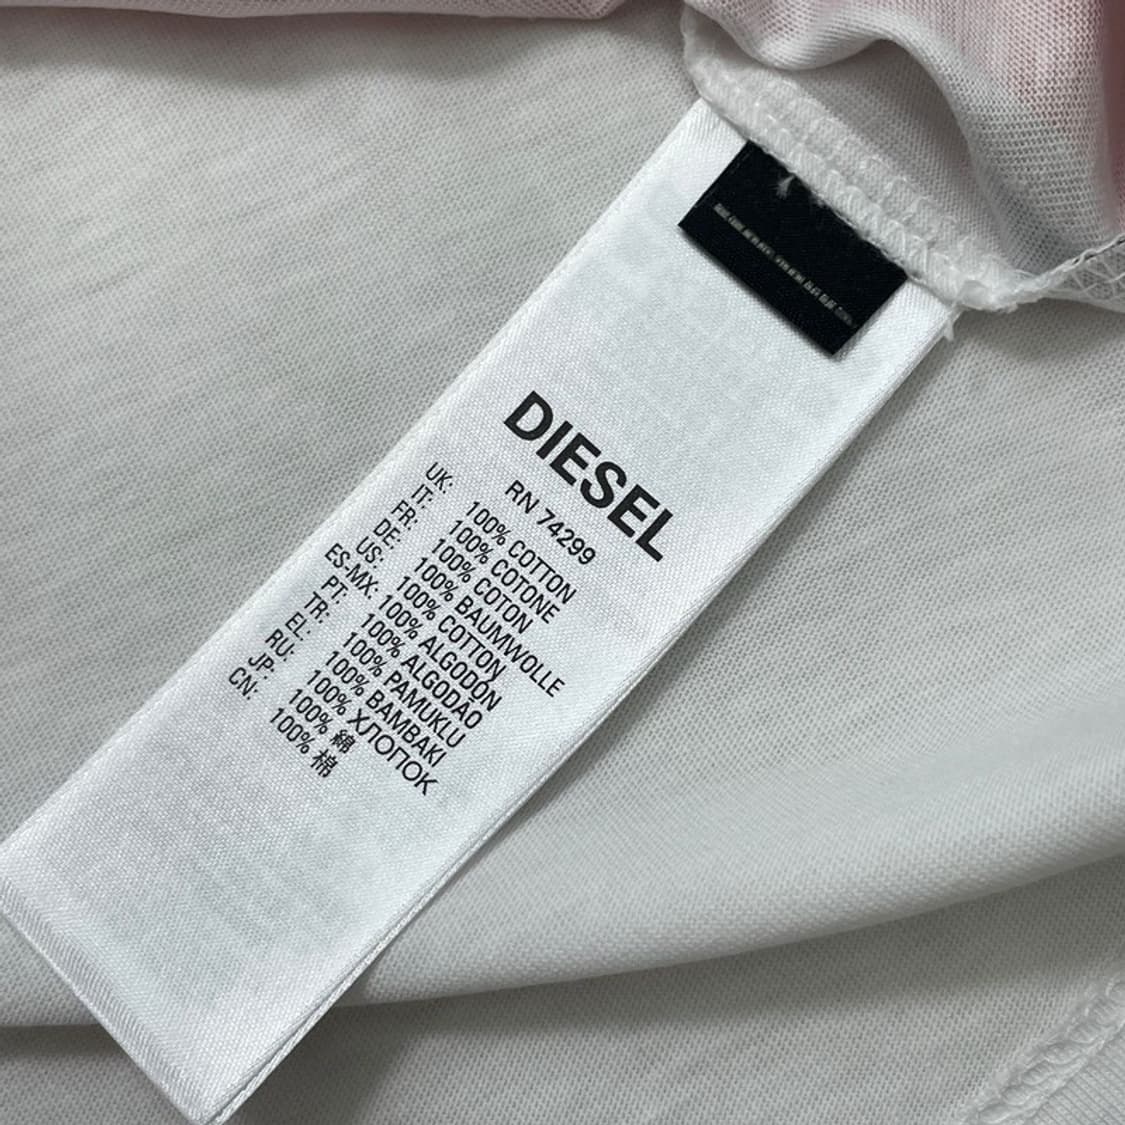 DIESEL
RN 74299
UK: 100% COTTON
IT: 100% COTONE
FR: 100% COTON
DE: 100% BAUMWOLLE
US: 100% COTTON
ES-MX: 100% ALGODÓN
PT: 100% ALGODÃO
TR: 100% PAMUKLU
EL: 100% BAMBAKI
RU: 100% ХЛОПОК
JP: 100% 綿
CN: 100% 棉